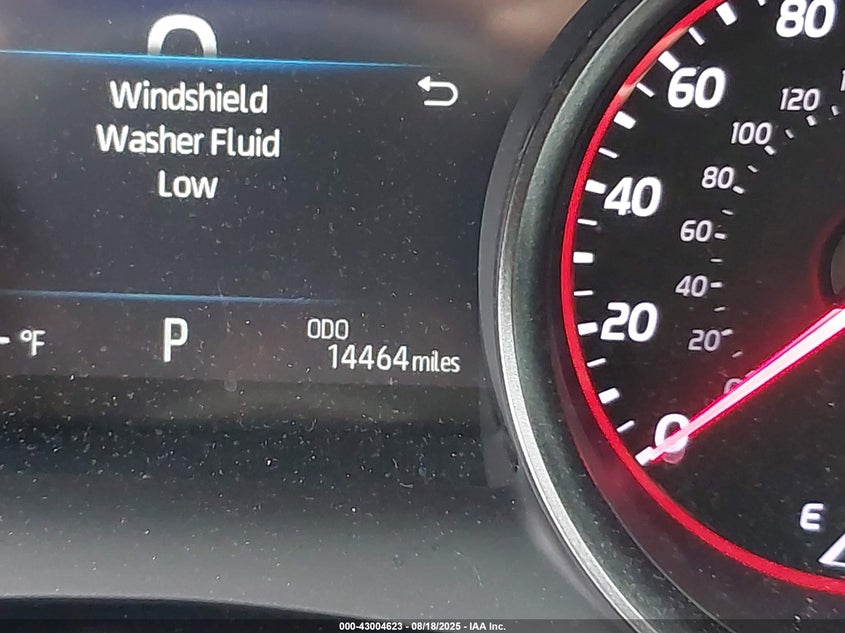 Windshield
Washer Fluid
Low
°F
P
ODO
14464 miles
80
60
40
20
0
120
100
80
60
40
20
E
000-43004623 - 08/18/2025 - IAA Inc.